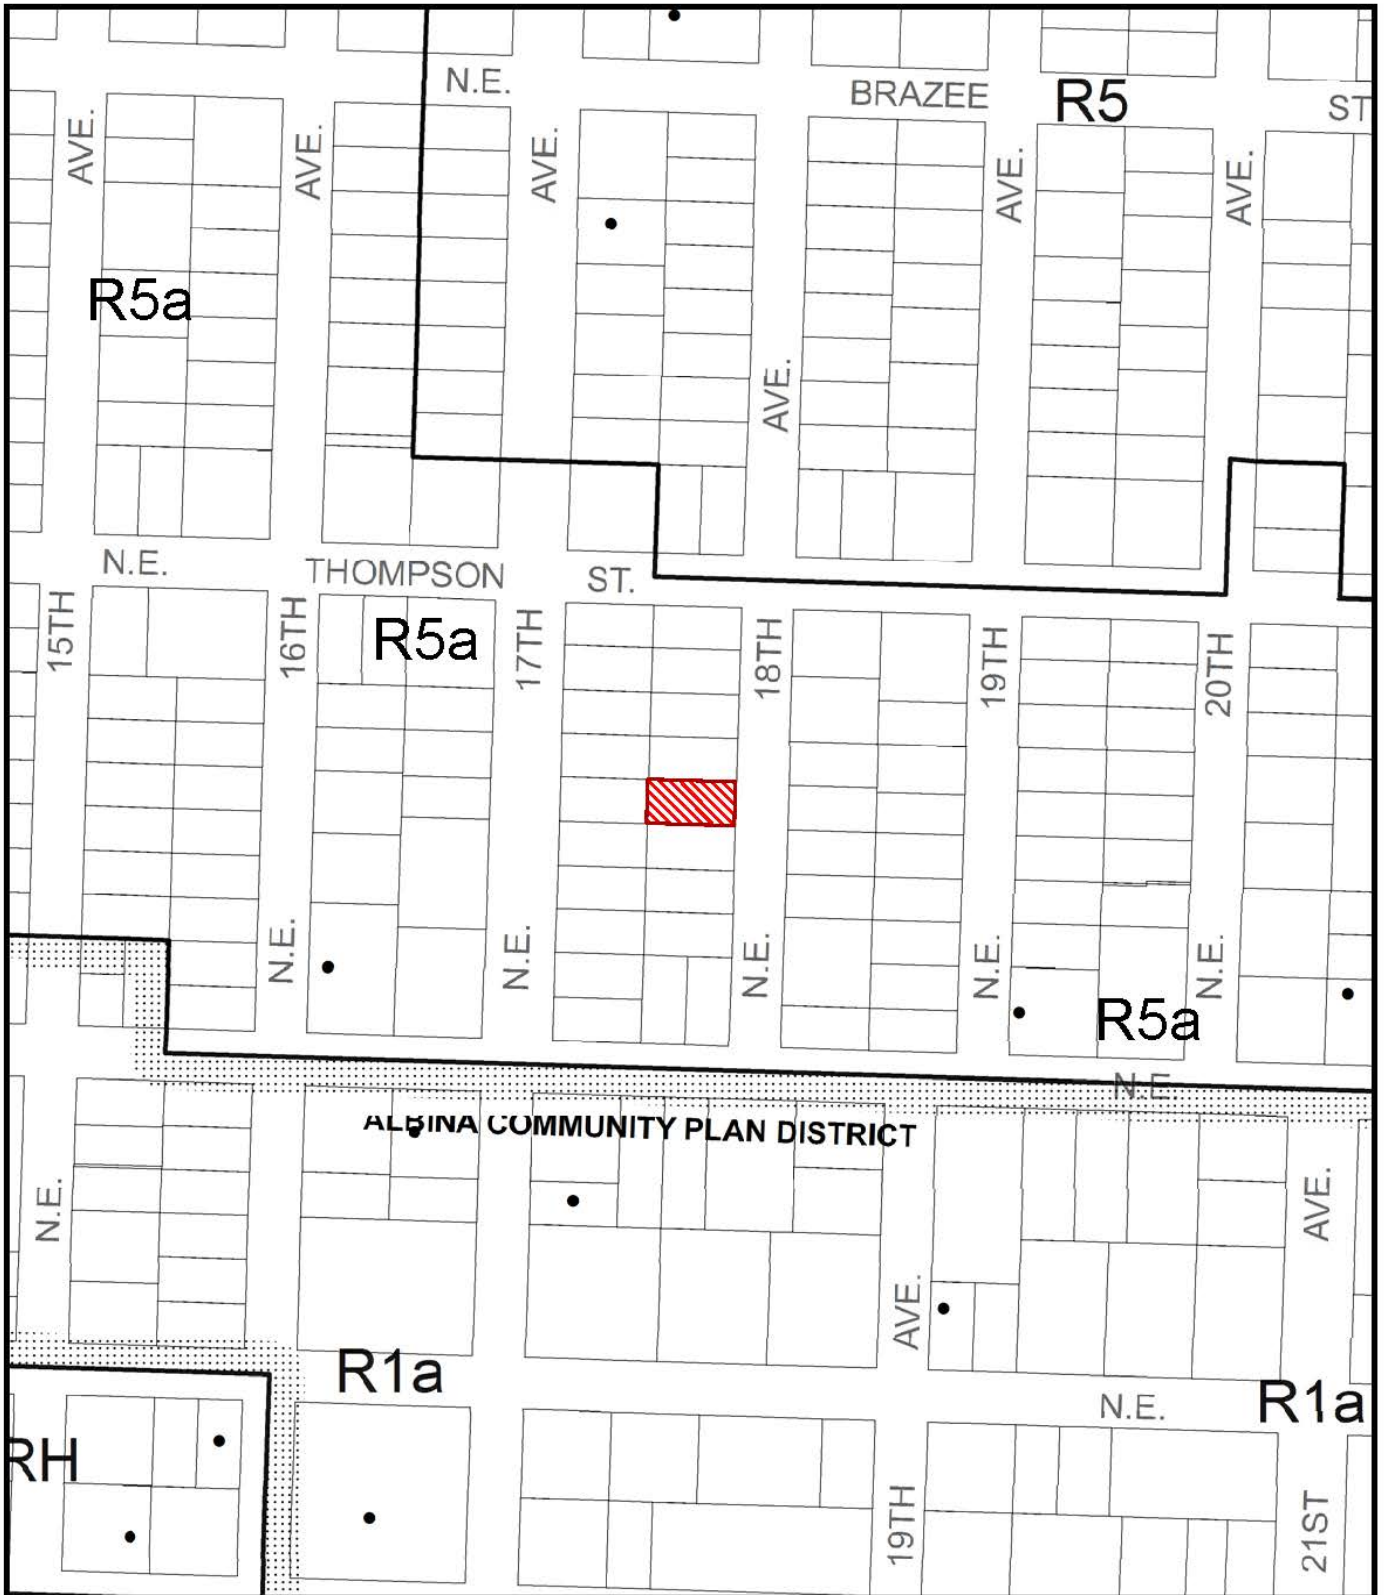 N.E. BRAZEE ST
R5
AVE.
AVE.
AVE.
AVE.
AVE.
R5a
AVE.
N.E. THOMPSON ST.
15TH
16TH
R5a
17TH
18TH
19TH
20TH
N.E.
N.E.
N.E.
N.E.
N.E.
R5a
N.E
ALBINA COMMUNITY PLAN DISTRICT
N.E.
AVE.
AVE.
R1a
N.E.
R1a
RH
19TH
21ST